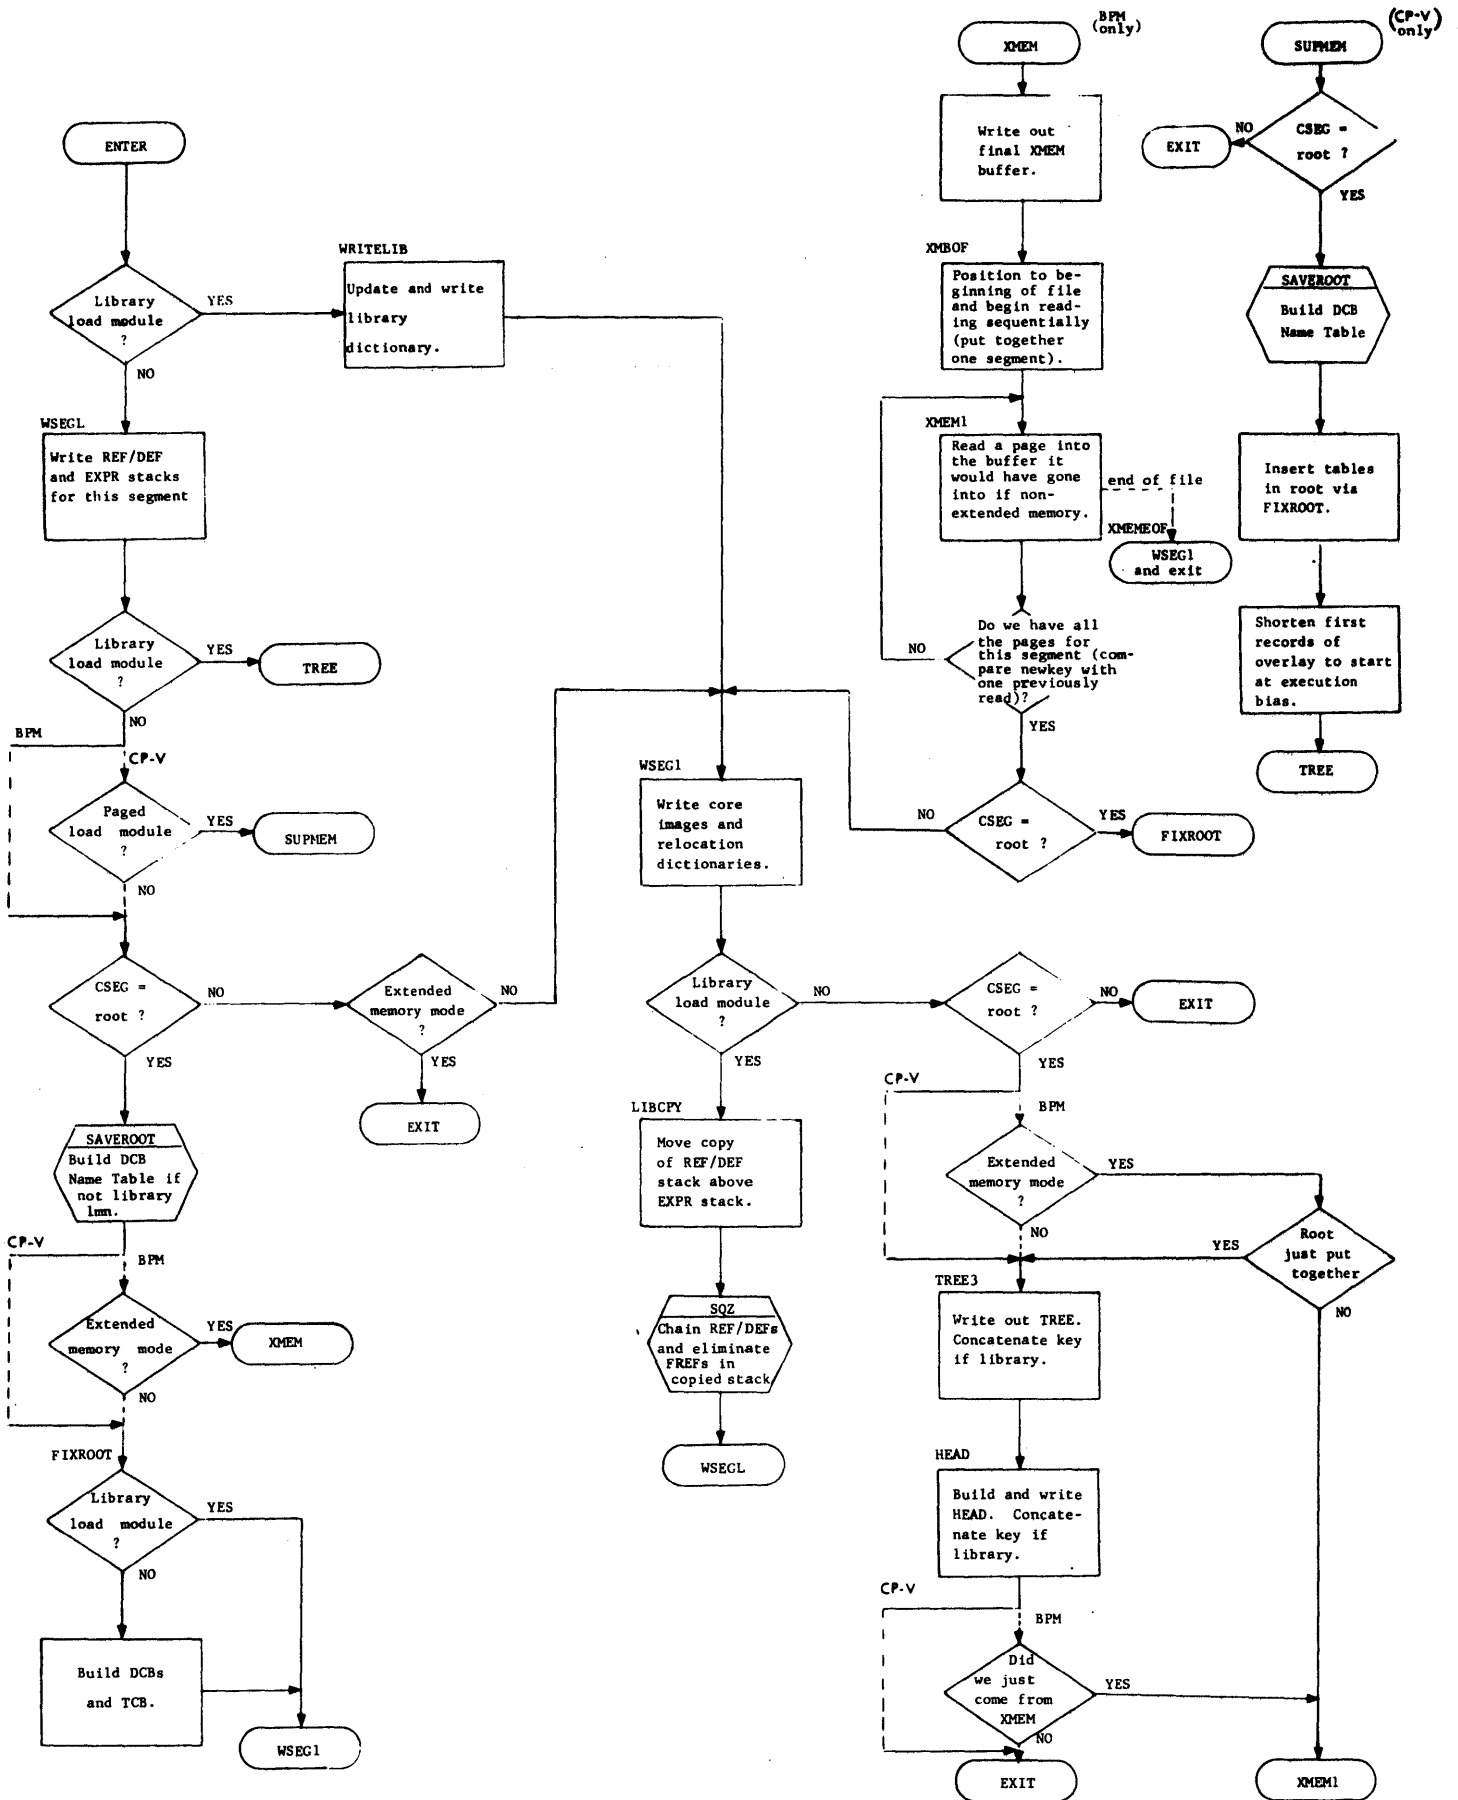 ENTER
Library
load module
?
YES
NO
WRITELIB
Update and write
library
dictionary.
WSEGL
Write REF/DEF
and EXPR stacks
for this segment
Library
load module
?
YES
TREE
NO
BPM
CP-V
Paged
load module
?
YES
SUPMEM
NO
CSEG =
root ?
NO
YES
Extended
memory mode
?
NO
YES
EXIT
SAVEROOT
Build DCB
Name Table if
not library
lmn.
CP-V
BPM
Extended
memory mode
?
YES
XMEM
NO
FIXROOT
Library
load module
?
YES
NO
Build DCBs
and TCB.
WSEG1
WSEG1
Write core
images and
relocation
dictionaries.
Library
load module
?
NO
YES
LIBCPY
Move copy
of REF/DEF
stack above
EXPR stack.
SQZ
Chain REF/DEFs
and eliminate
FREFs in
copied stack
WSEGL
XMEM
BPM
(only)
Write out
final XMEM
buffer.
XMBOF
Position to be-
ginning of file
and begin read-
ing sequentially
(put together
one segment).
XMEM1
Read a page into
the buffer it
would have gone
into if non-
extended memory.
end of file
XMEMEOF
WSEG1
and exit
Do we have all
the pages for
this segment (com-
pare newkey with
one previously
read)?
NO
YES
CSEG =
root ?
NO
YES
FIXROOT
CSEG =
root ?
NO
EXIT
YES
CP-V
BPM
Extended
memory mode
?
YES
NO
Root
just put
together
YES
NO
TREE3
Write out TREE.
Concatenate key
if library.
HEAD
Build and write
HEAD. Concate-
nate key if
library.
CP-V
BPM
Did
we just
come from
XMEM
YES
NO
EXIT
XMEM1
SUPMEM
(CP-V
only)
CSEG =
root ?
NO
EXIT
YES
SAVEROOT
Build DCB
Name Table
Insert tables
in root via
FIXROOT.
Shorten first
records of
overlay to start
at execution
bias.
TREE